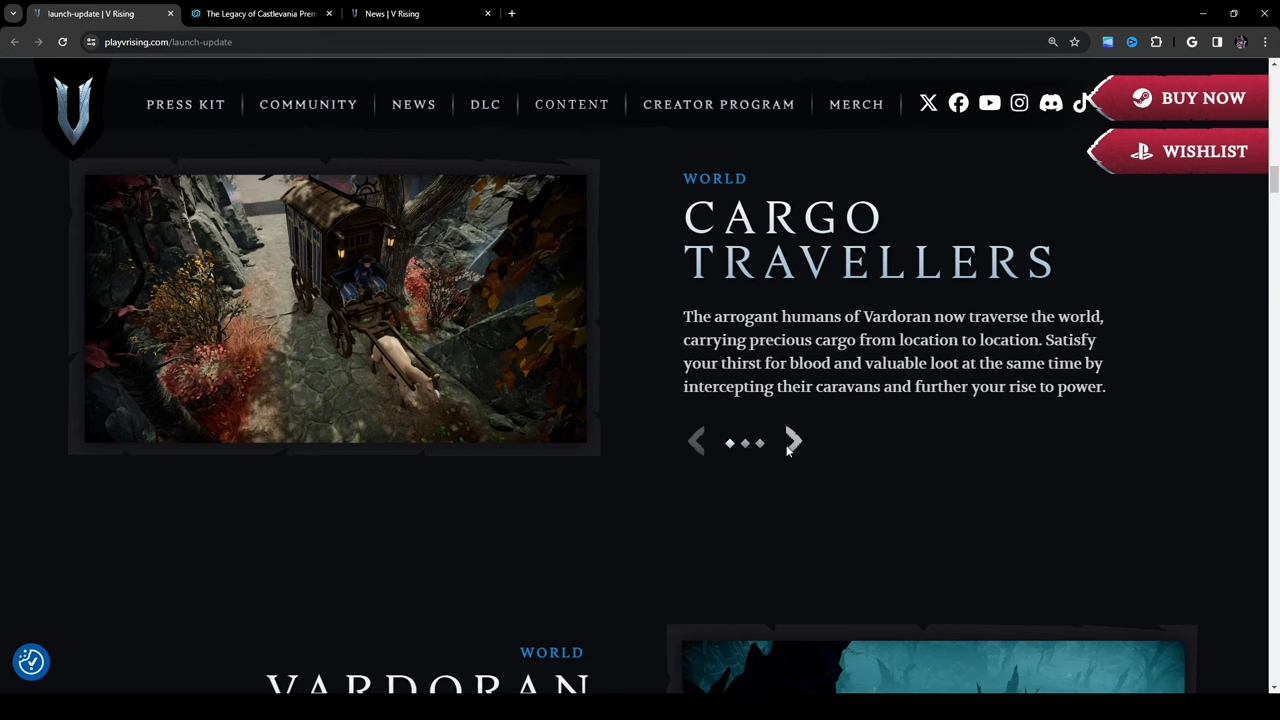 launch-update | V Rising
The Legacy of Castlevania Prem
News | V Rising
playvrising.com/launch-update
PRESS KIT
COMMUNITY
NEWS
DLC
CONTENT
CREATOR PROGRAM
MERCH
BUY NOW
WISHLIST
WORLD
CARGO
TRAVELLERS
The arrogant humans of Vardoran now traverse the world,
carrying precious cargo from location to location. Satisfy
your thirst for blood and valuable loot at the same time by
intercepting their caravans and further your rise to power.
WORLD
VARDORAN